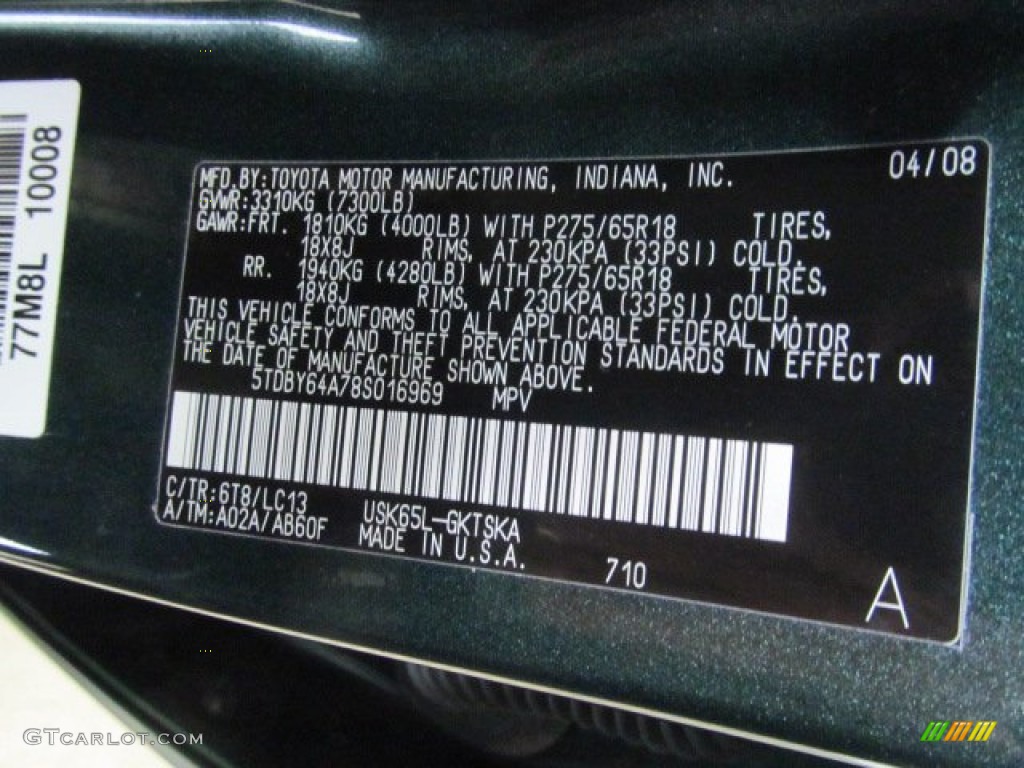 77M8L 10008
04/08
MFD.BY:TOYOTA MOTOR MANUFACTURING, INDIANA, INC.
GVWR:3310KG (7300LB)
GAWR:FRT. 1810KG (4000LB) WITH P275/65R18 TIRES,
18X8J RIMS, AT 230KPA (33PSI) COLD.
RR. 1940KG (4280LB) WITH P275/65R18 TIRES,
18X8J RIMS, AT 230KPA (33PSI) COLD.
THIS VEHICLE CONFORMS TO ALL APPLICABLE FEDERAL MOTOR
VEHICLE SAFETY AND THEFT PREVENTION STANDARDS IN EFFECT ON
THE DATE OF MANUFACTURE SHOWN ABOVE.
5TDBY64A78S016969 MPV
C/TR:6T8/LC13 USK65L-GKTSKA
A/TM:A02A/AB60F MADE IN U.S.A.
710
A
GTCARLOT.COM